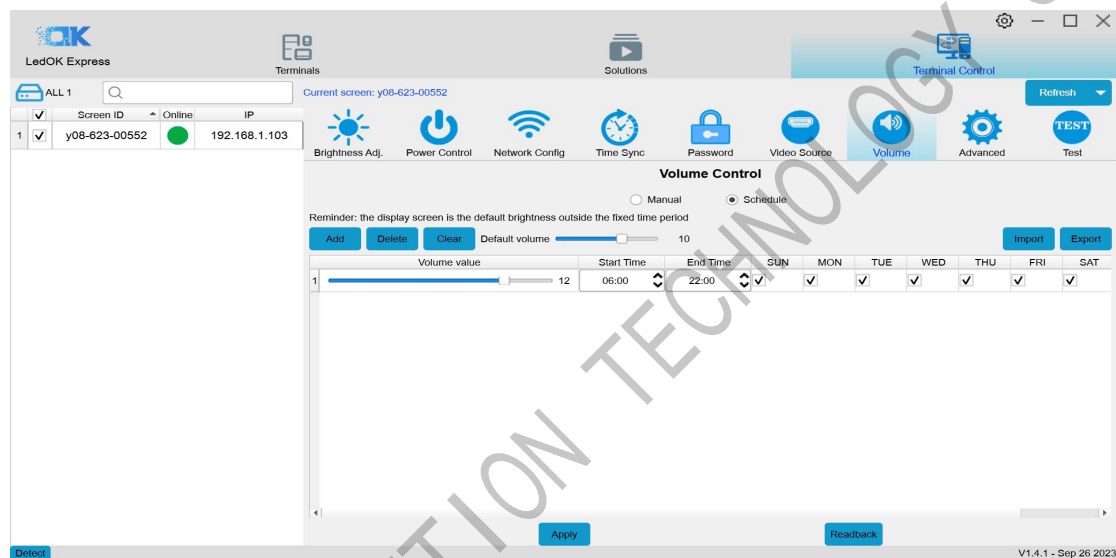 LedOK Express
Terminals
Solutions
Terminal Control
ALL 1
Current screen: y08-623-00552
Refresh
Screen ID Online IP
1 y08-623-00552 192.168.1.103
Brightness Adj. Power Control Network Config Time Sync Password Video Source Volume Advanced Test
TEST
Volume Control
Manual Schedule
Reminder: the display screen is the default brightness outside the fixed time period
Add Delete Clear Default volume 10 Import Export
Volume value Start Time End Time SUN MON TUE WED THU FRI SAT
1 12 06:00 22:00
Apply Readback
Detect V1.4.1 - Sep 26 2023
TION TECHNOLOGY